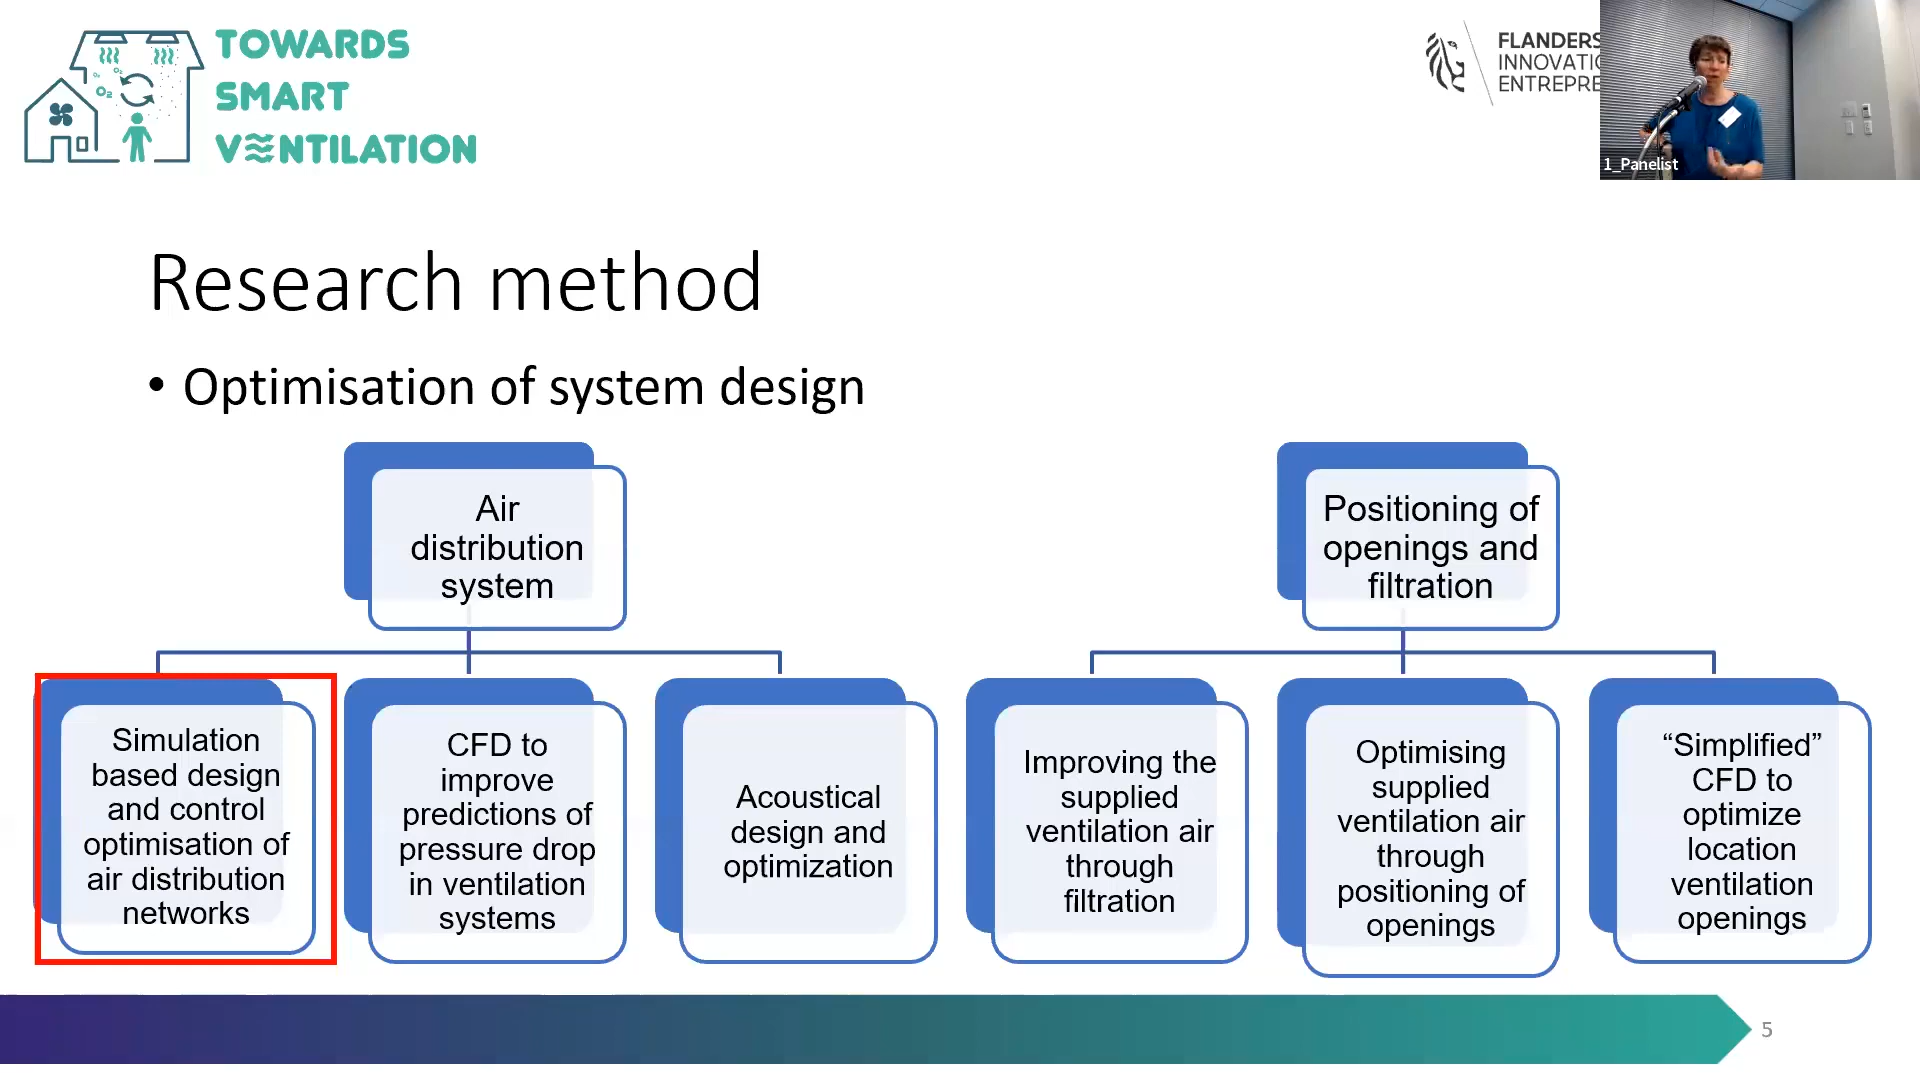 TOWARDS
SMART
VENTILATION
O₂
FLANDERS
INNOVATI
ENTREPRE
1_Panelist
Research method
• Optimisation of system design
Air
distribution
system
Positioning of
openings and
filtration
Simulation
based design
and control
optimisation of
air distribution
networks
CFD to
improve
predictions of
pressure drop
in ventilation
systems
Acoustical
design and
optimization
Improving the
supplied
ventilation air
through
filtration
Optimising
supplied
ventilation air
through
positioning of
openings
“Simplified”
CFD to
optimize
location
ventilation
openings
5